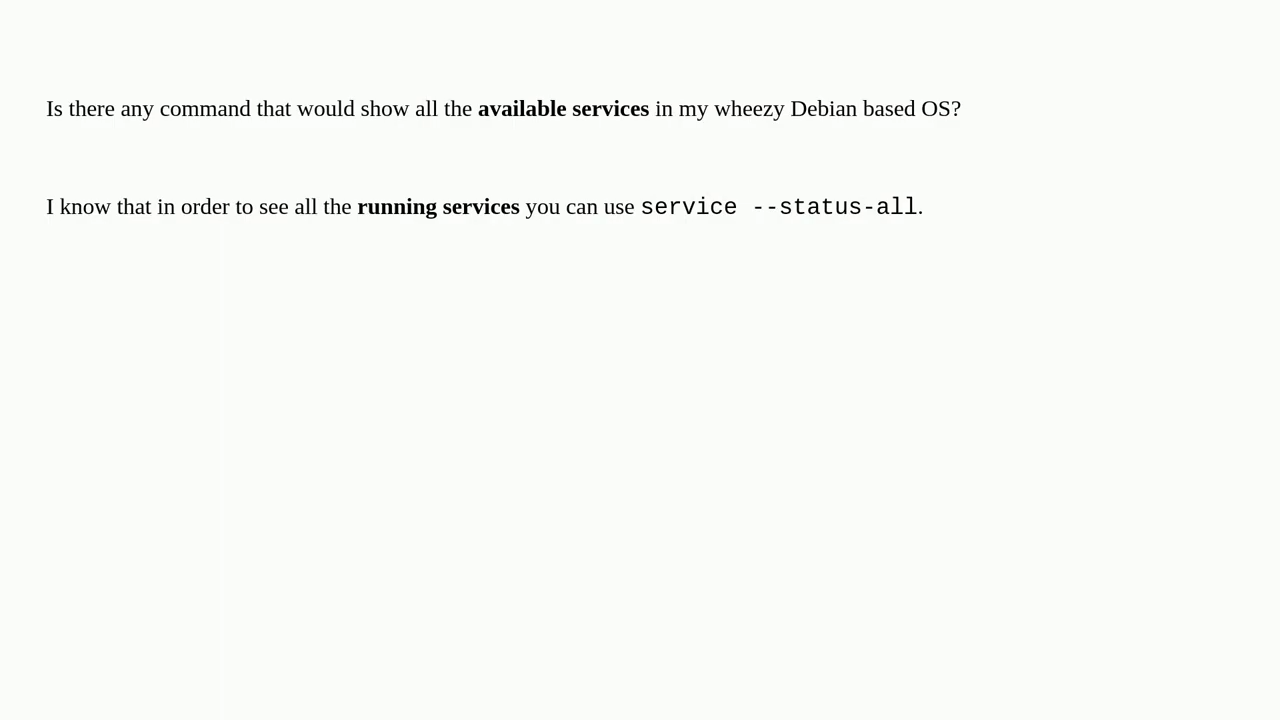 Is there any command that would show all the available services in my wheezy Debian based OS?
I know that in order to see all the running services you can use service --status-all.